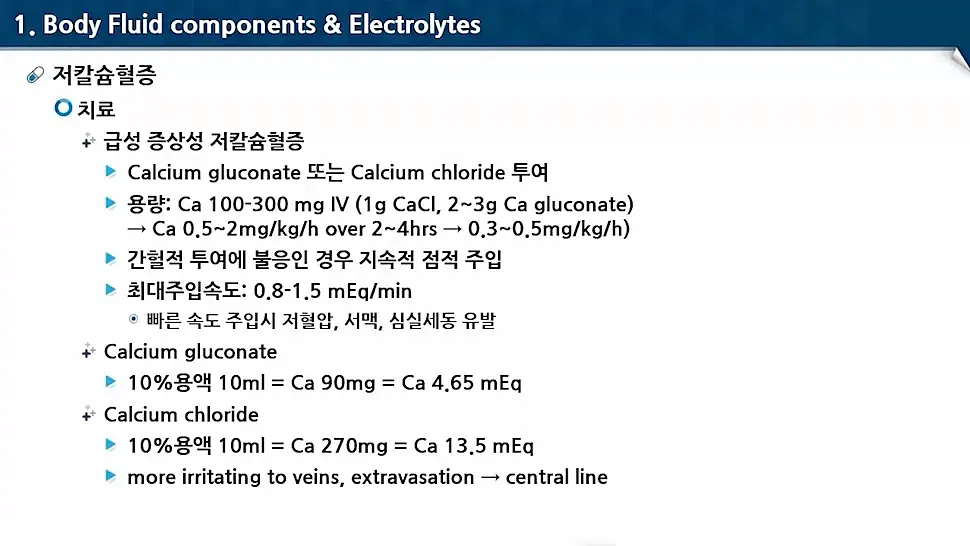 1. Body Fluid components & Electrolytes
저칼슘혈증
치료
급성 증상성 저칼슘혈증
Calcium gluconate 또는 Calcium chloride 투여
용량: Ca 100-300 mg IV (1g CaCl, 2~3g Ca gluconate)
→ Ca 0.5~2mg/kg/h over 2~4hrs → 0.3~0.5mg/kg/h)
간헐적 투여에 불응인 경우 지속적 점적 주입
최대주입속도: 0.8-1.5 mEq/min
빠른 속도 주입시 저혈압, 서맥, 심실세동 유발
Calcium gluconate
10%용액 10ml = Ca 90mg = Ca 4.65 mEq
Calcium chloride
10%용액 10ml = Ca 270mg = Ca 13.5 mEq
more irritating to veins, extravasation → central line